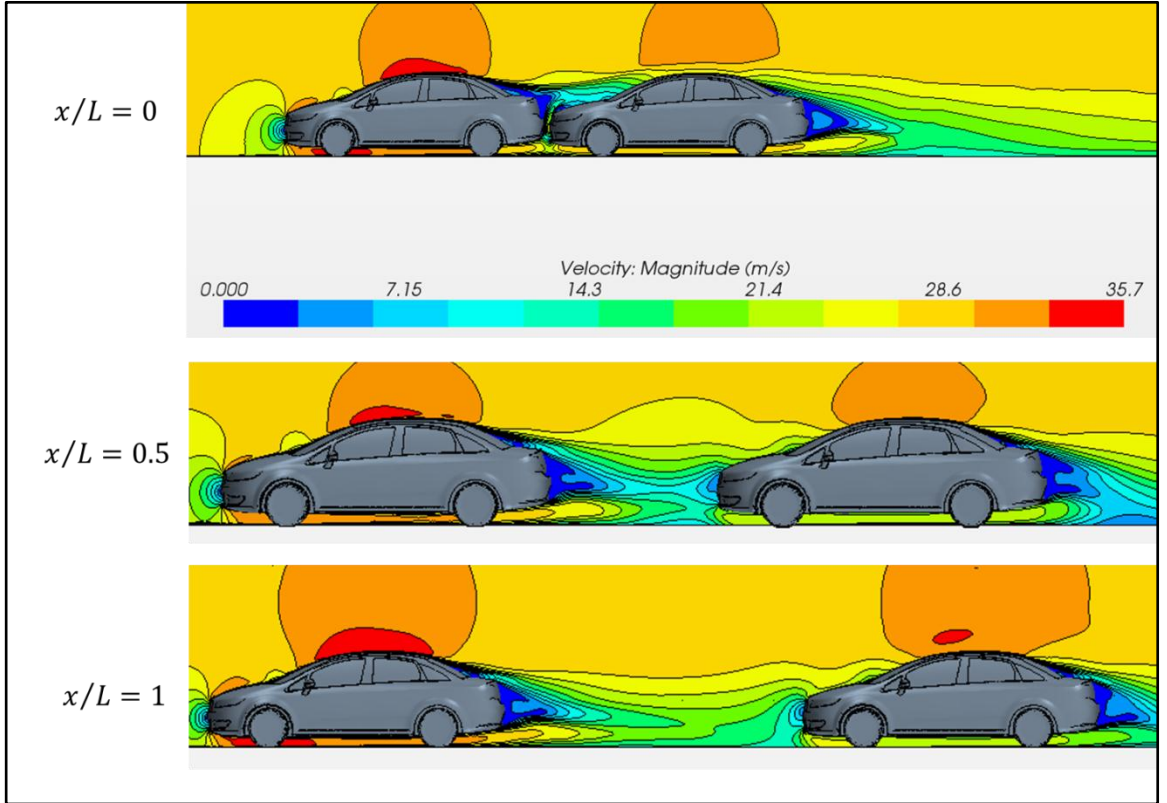 x/L = 0
Velocity: Magnitude (m/s)
0.000 7.15 14.3 21.4 28.6 35.7
x/L = 0.5
x/L = 1